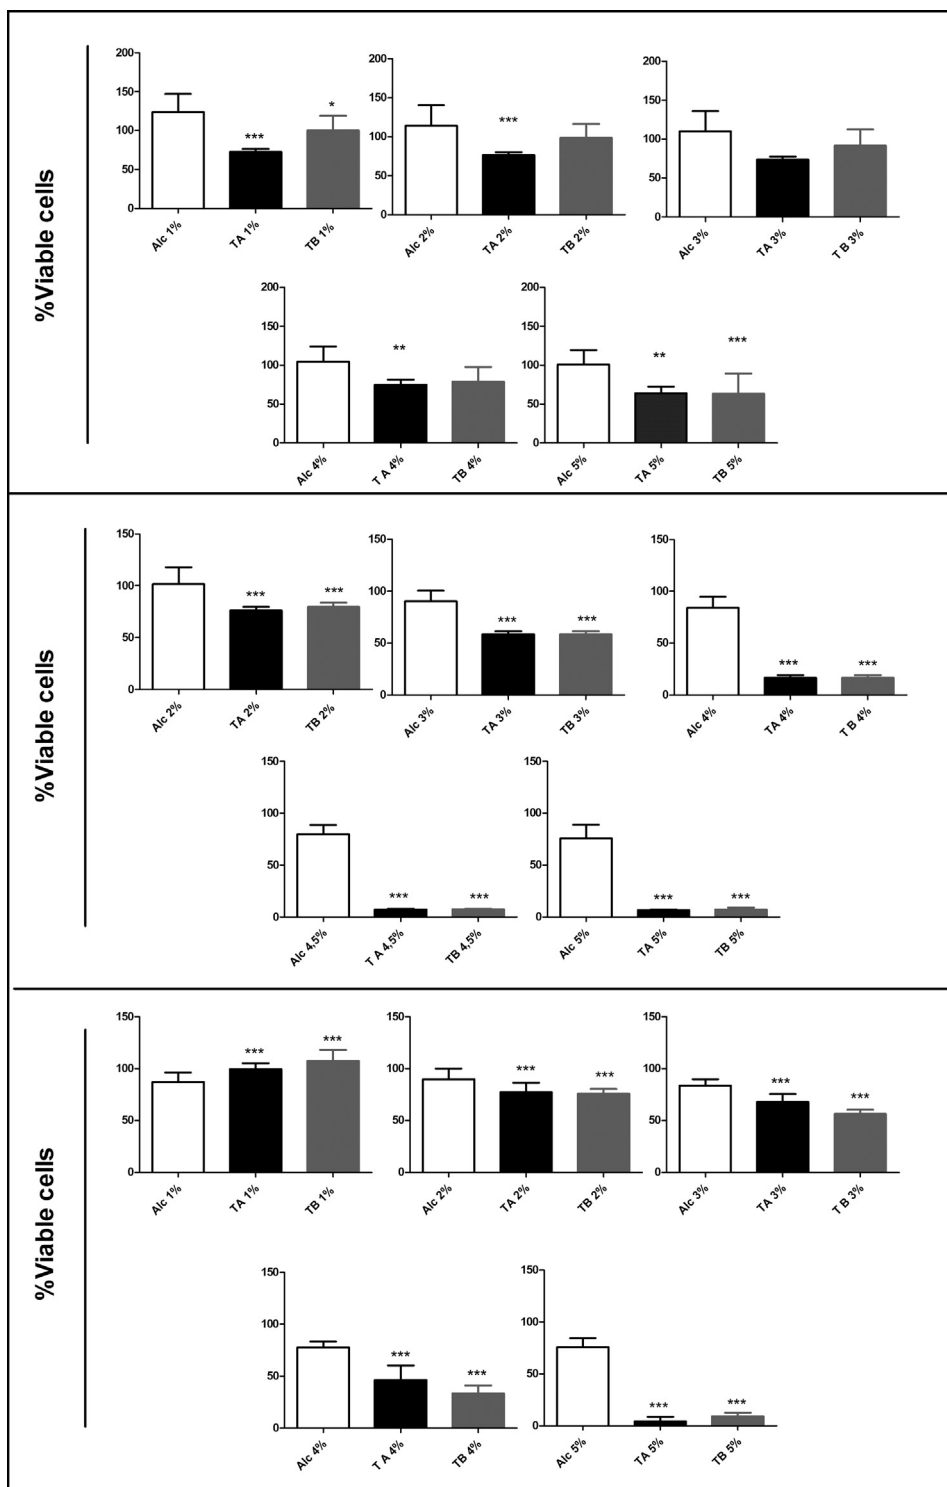 %Viable cells
200
150
100
50
0
***
*
Alc 1%
TA 1%
TB 1%
200
150
100
50
0
***
Alc 2%
TA 2%
TB 2%
200
150
100
50
0
Alc 3%
TA 3%
T B 3%
200
150
100
50
0
**
Alc 4%
T A 4%
TB 4%
200
150
100
50
0
**
***
Alc 5%
TA 5%
TB 5%
%Viable cells
150
100
50
0
***
***
Alc 2%
TA 2%
TB 2%
150
100
50
0
***
***
Alc 3%
TA 3%
TB 3%
150
100
50
0
***
***
Alc 4%
TA 4%
T B 4%
150
100
50
0
***
***
Alc 4,5%
T A 4,5%
TB 4,5%
150
100
50
0
***
***
Alc 5%
TA 5%
TB 5%
%Viable cells
150
100
50
0
***
***
Alc 1%
TA 1%
TB 1%
150
100
50
0
***
***
Alc 2%
TA 2%
TB 2%
150
100
50
0
***
***
Alc 3%
TA 3%
T B 3%
150
100
50
0
***
***
Alc 4%
T A 4%
TB 4%
150
100
50
0
***
***
Alc 5%
TA 5%
TB 5%